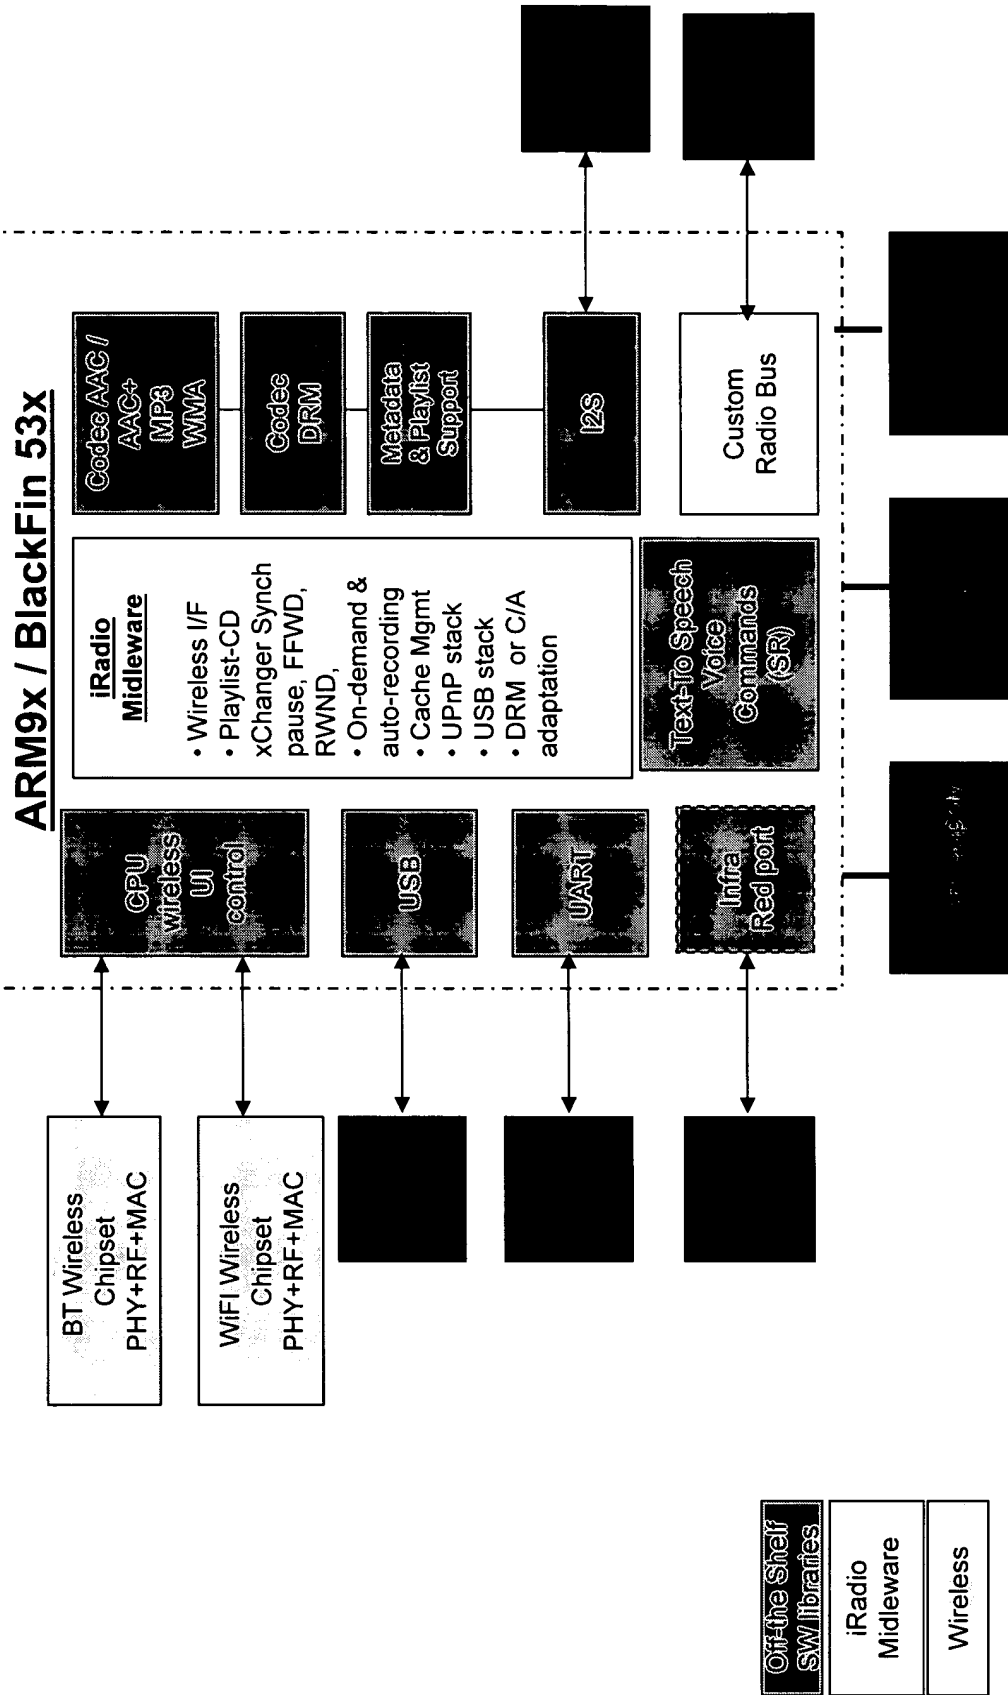 ARM9x / BlackFin 53x
BT Wireless
Chipset
PHY+RF+MAC
WiFI Wireless
Chipset
PHY+RF+MAC
CPU
wireless
UI
control
USB
UART
Infra
Red port
iRadio
Middleware
• Wireless I/F
• Playlist-CD
xChanger Synch
pause, FFWD,
RWND,
• On-demand &
auto-recording
• Cache Mgmt
• UPnP stack
• USB stack
• DRM or C/A
adaptation
Text-To Speech
Voice
Commands
(SR)
Codec AAC /
AAC+
MP3
WMA
Codec
DRM
Metadata
& Playlist
Support
I2S
Custom
Radio Bus
Off-the Shelf
SW libraries
iRadio
Midleware
Wireless